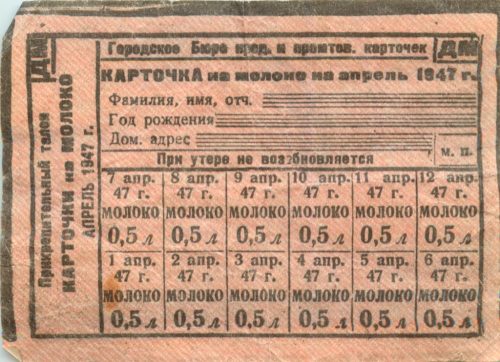 ДМ
Городское Бюро прод. и промтов. карточек
ДМ
КАРТОЧКА на молоко на апрель 1947 г.
Фамилия, имя, отч.
Год рождения
Дом. адрес
м. п.
При утере не возобновляется
Прикрепительный талон
КАРТОЧКИ на МОЛОКО
АПРЕЛЬ 1947 г.
7 апр. 8 апр. 9 апр. 10 апр. 11 апр. 12 апр.
47 г. 47 г. 47 г. 47 г. 47 г. 47 г.
МОЛОКО МОЛОКО МОЛОКО МОЛОКО МОЛОКО МОЛОКО
0,5 л 0,5 л 0,5 л 0,5 л 0,5 л 0,5 л
1 апр. 2 апр. 3 апр. 4 апр. 5 апр. 6 апр.
47 г. 47 г. 47 г. 47 г. 47 г. 47 г.
МОЛОКО МОЛОКО МОЛОКО МОЛОКО МОЛОКО МОЛОКО
0,5 л 0,5 л 0,5 л 0,5 л 0,5 л 0,5 л